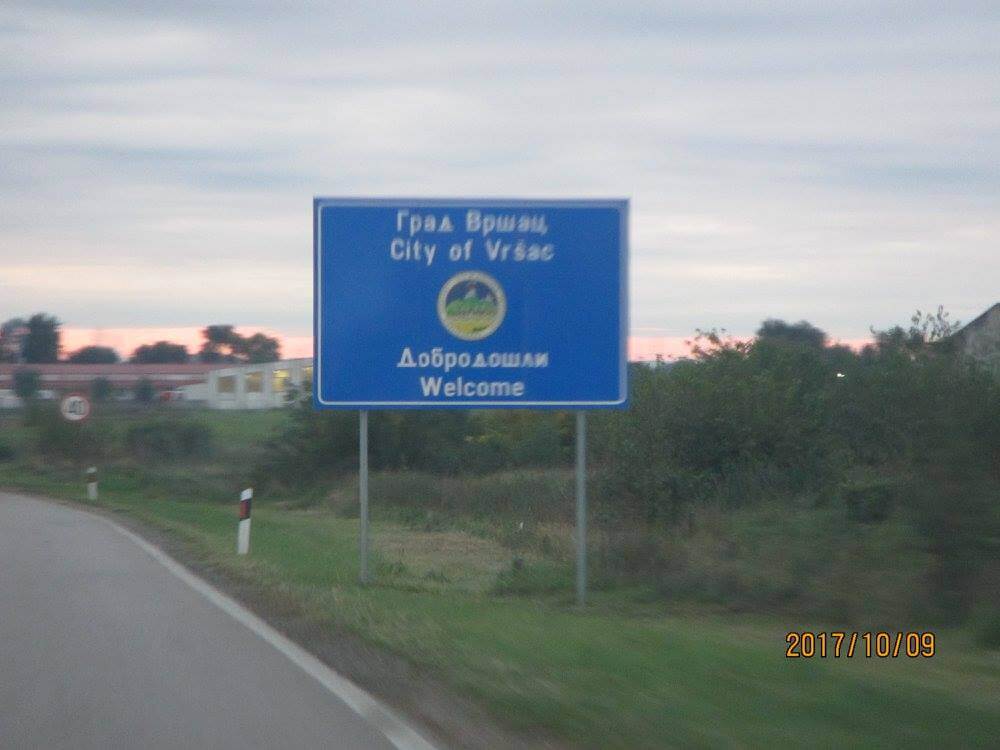 Град Вршац
City of Vršac
Добродошли
Welcome
40
2017/10/09